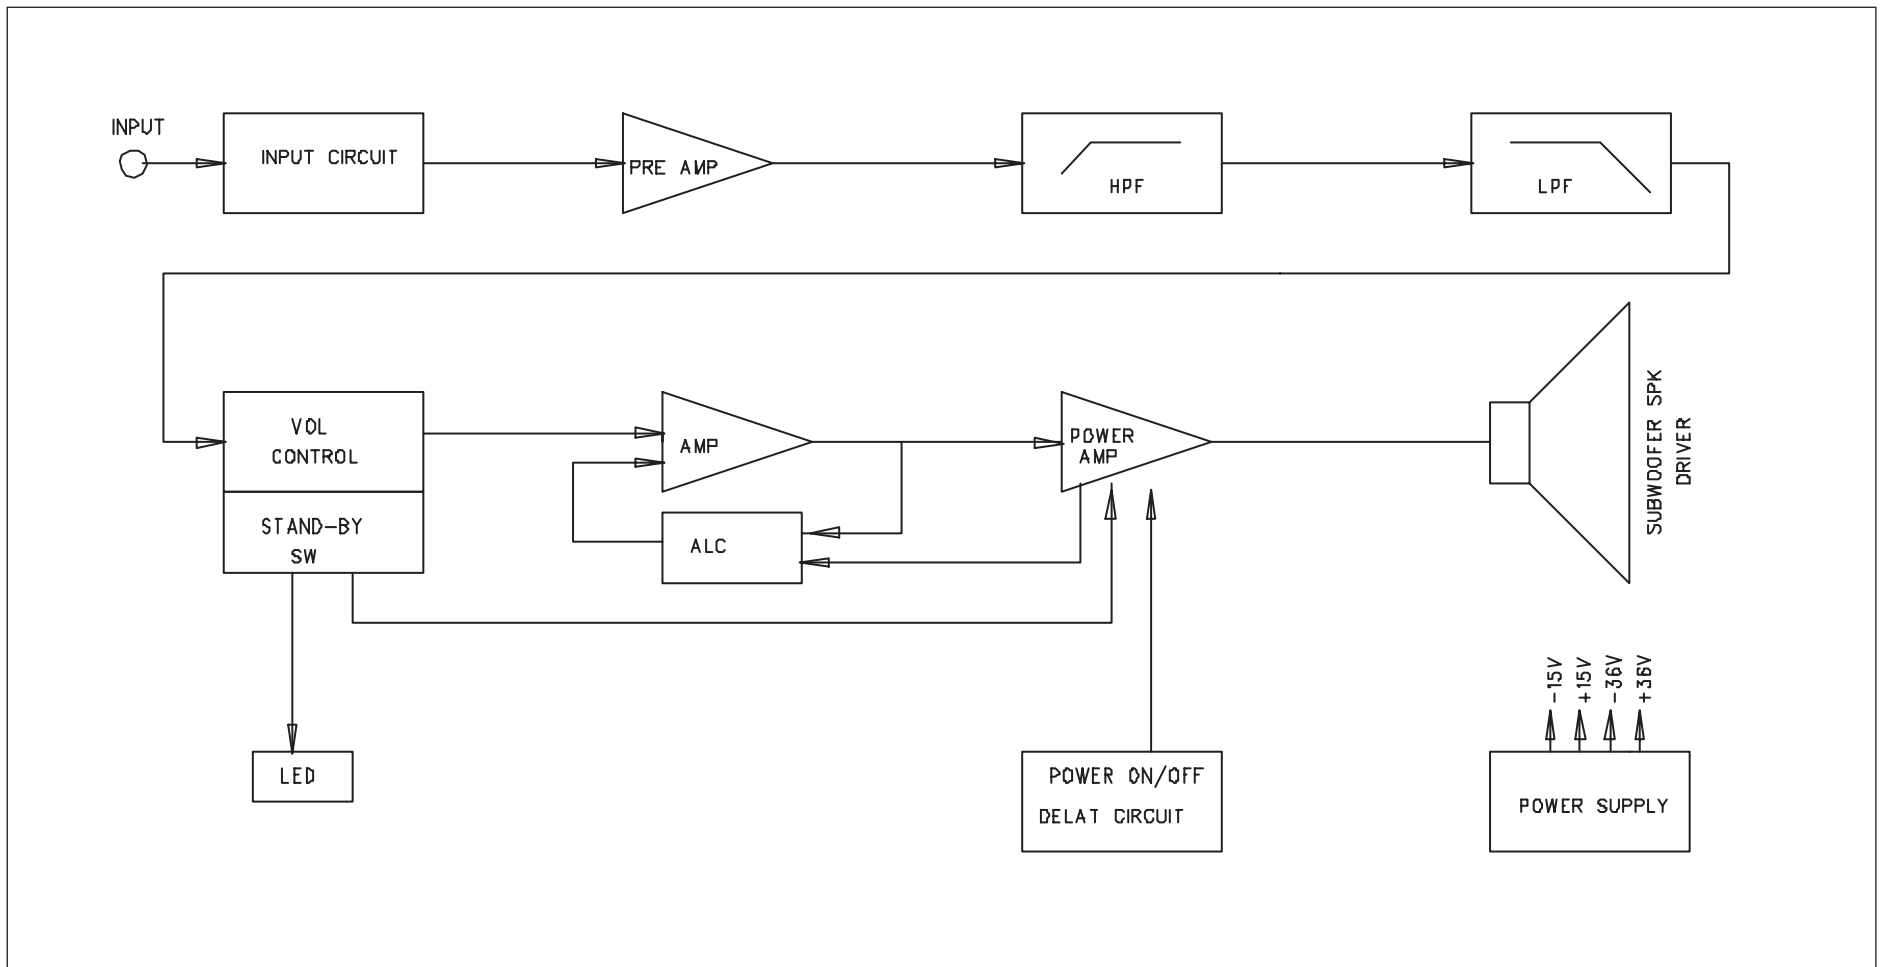 INPUT
INPUT CIRCUIT
PRE AMP
HPF
LPF
VOL
CONTROL
STAND-BY
SW
AMP
ALC
POWER
AMP
SUBWOOFER SPK
DRIVER
LED
POWER ON/OFF
DELAT CIRCUIT
-15V
+15V
-36V
+36V
POWER SUPPLY